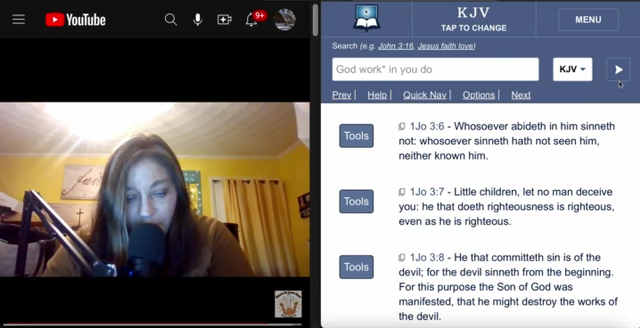 YouTube
9+
faith
KJV
TAP TO CHANGE
MENU
Search (e.g. John 3:16, Jesus faith love)
God work* in you do
KJV
Prev | Help | Quick Nav | Options | Next
Tools
1Jo 3:6 - Whosoever abideth in him sinneth
not: whosoever sinneth hath not seen him,
neither known him.
Tools
1Jo 3:7 - Little children, let no man deceive
you: he that doeth righteousness is righteous,
even as he is righteous.
Tools
1Jo 3:8 - He that committeth sin is of the
devil; for the devil sinneth from the beginning.
For this purpose the Son of God was
manifested, that he might destroy the works of
the devil.